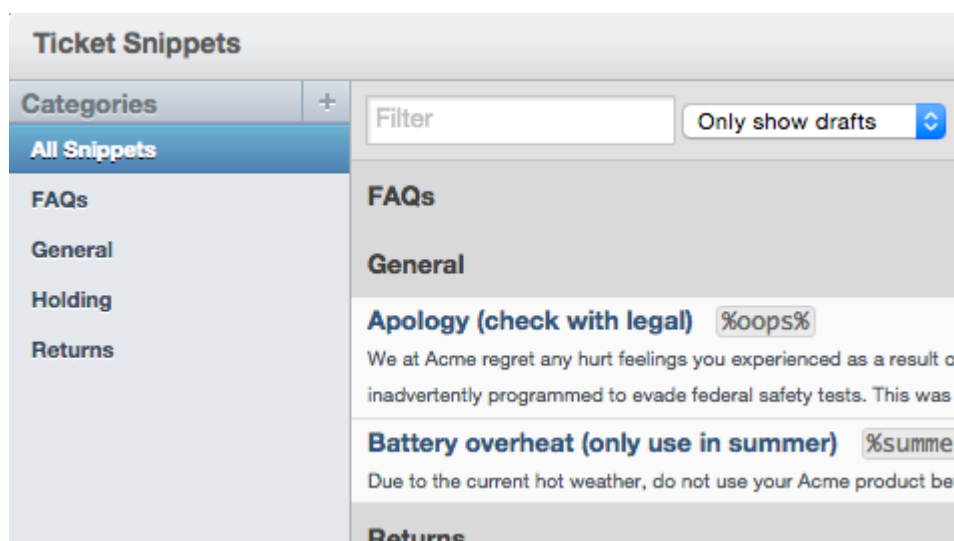 Ticket Snippets
Categories +
All Snippets
FAQs
General
Holding
Returns
Filter
Only show drafts
FAQs
General
Apology (check with legal) %oops%
We at Acme regret any hurt feelings you experienced as a result
inadvertently programmed to evade federal safety tests. This was
Battery overheat (only use in summer) %summe
Due to the current hot weather, do not use your Acme product be
Returns